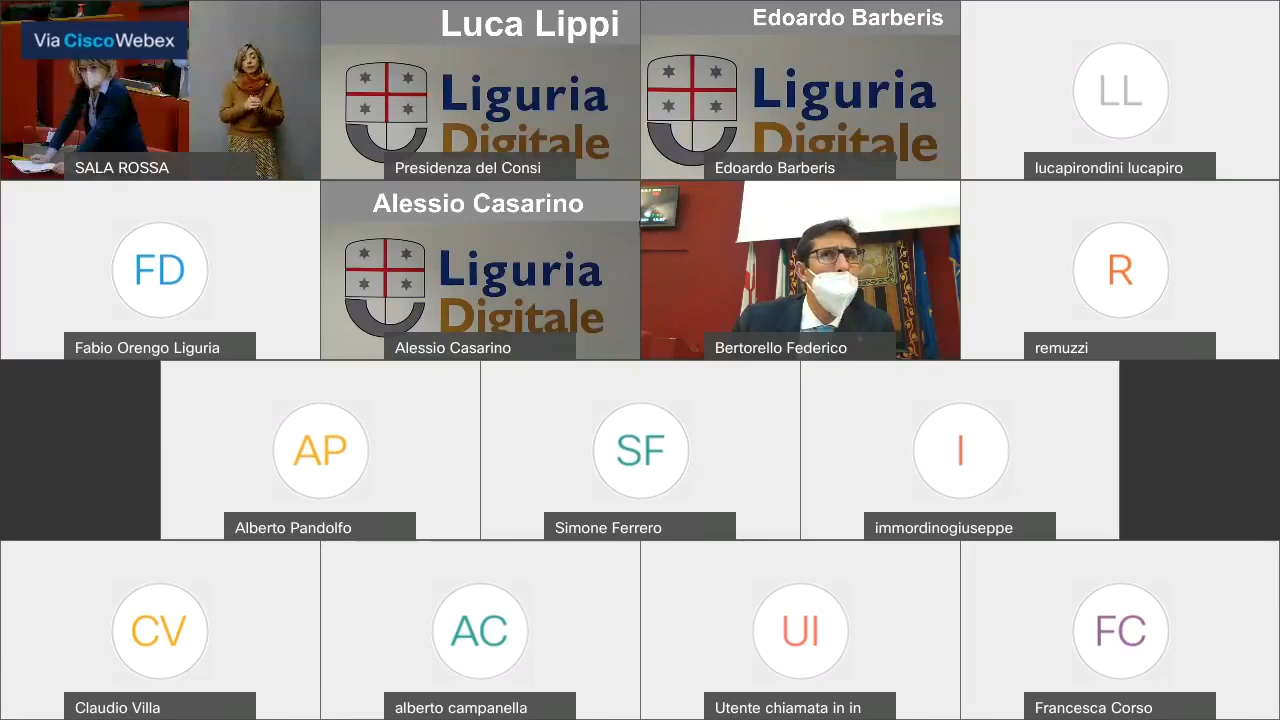 Via Cisco Webex
SALA ROSSA
Luca Lippi
Liguria
Digitale
Presidenza del Consi
Edoardo Barberis
Liguria
Digitale
Edoardo Barberis
LL
lucapirondini lucapiro
FD
Fabio Orengo Liguria
Alessio Casarino
Liguria
Digitale
Alessio Casarino
Bertorello Federico
R
remuzzi
AP
Alberto Pandolfo
SF
Simone Ferrero
I
immordinogiuseppe
CV
Claudio Villa
AC
alberto campanella
UI
Utente chiamata in in
FC
Francesca Corso